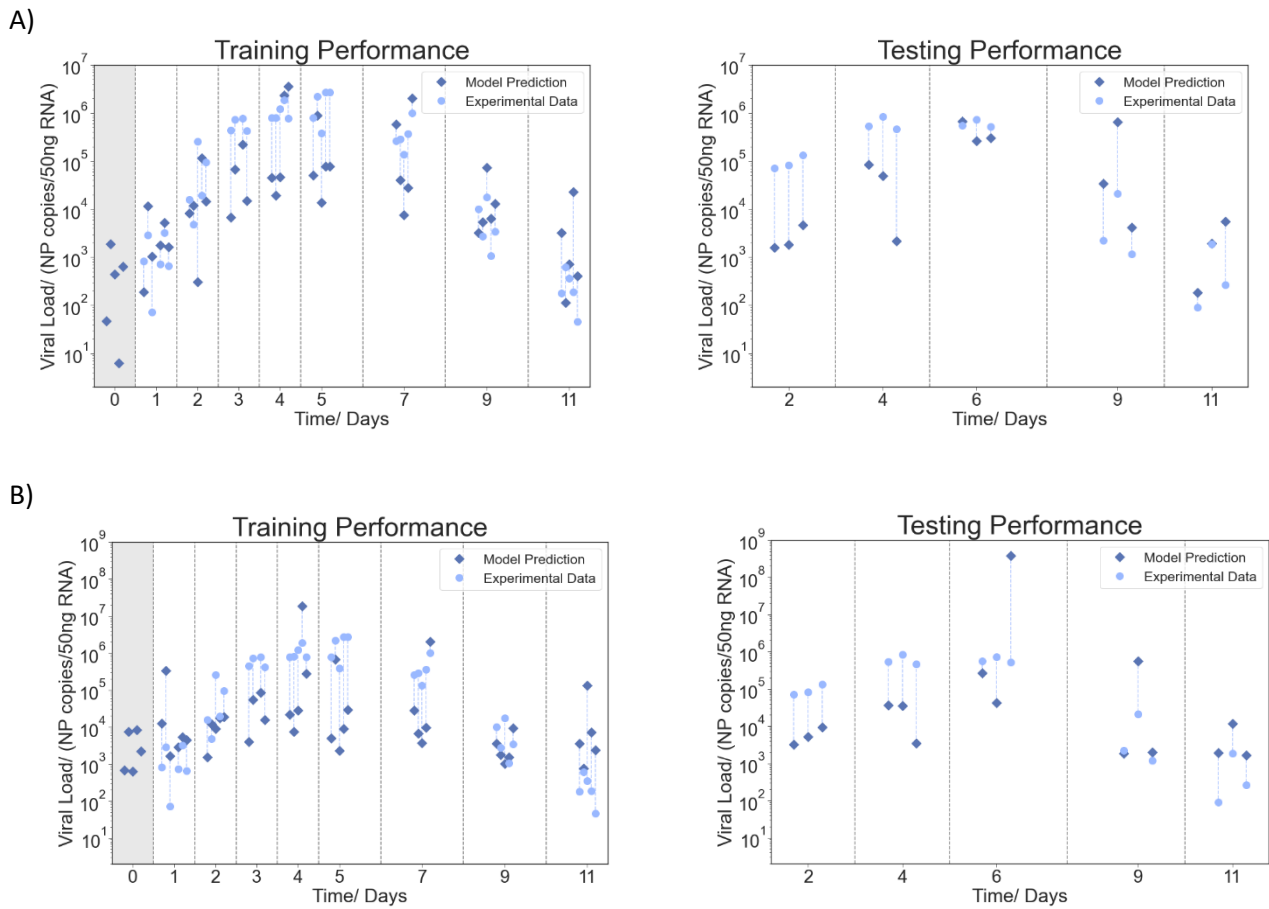 A)
Training Performance
Viral Load/ (NP copies/50ng RNA)
10^7
10^6
10^5
10^4
10^3
10^2
10^1
Model Prediction
Experimental Data
0 1 2 3 4 5 7 9 11
Time/ Days
Testing Performance
Viral Load/ (NP copies/50ng RNA)
10^7
10^6
10^5
10^4
10^3
10^2
10^1
Model Prediction
Experimental Data
2 4 6 9 11
Time/ Days
B)
Training Performance
Viral Load/ (NP copies/50ng RNA)
10^9
10^8
10^7
10^6
10^5
10^4
10^3
10^2
10^1
Model Prediction
Experimental Data
0 1 2 3 4 5 7 9 11
Time/ Days
Testing Performance
Viral Load/ (NP copies/50ng RNA)
10^9
10^8
10^7
10^6
10^5
10^4
10^3
10^2
10^1
Model Prediction
Experimental Data
2 4 6 9 11
Time/ Days